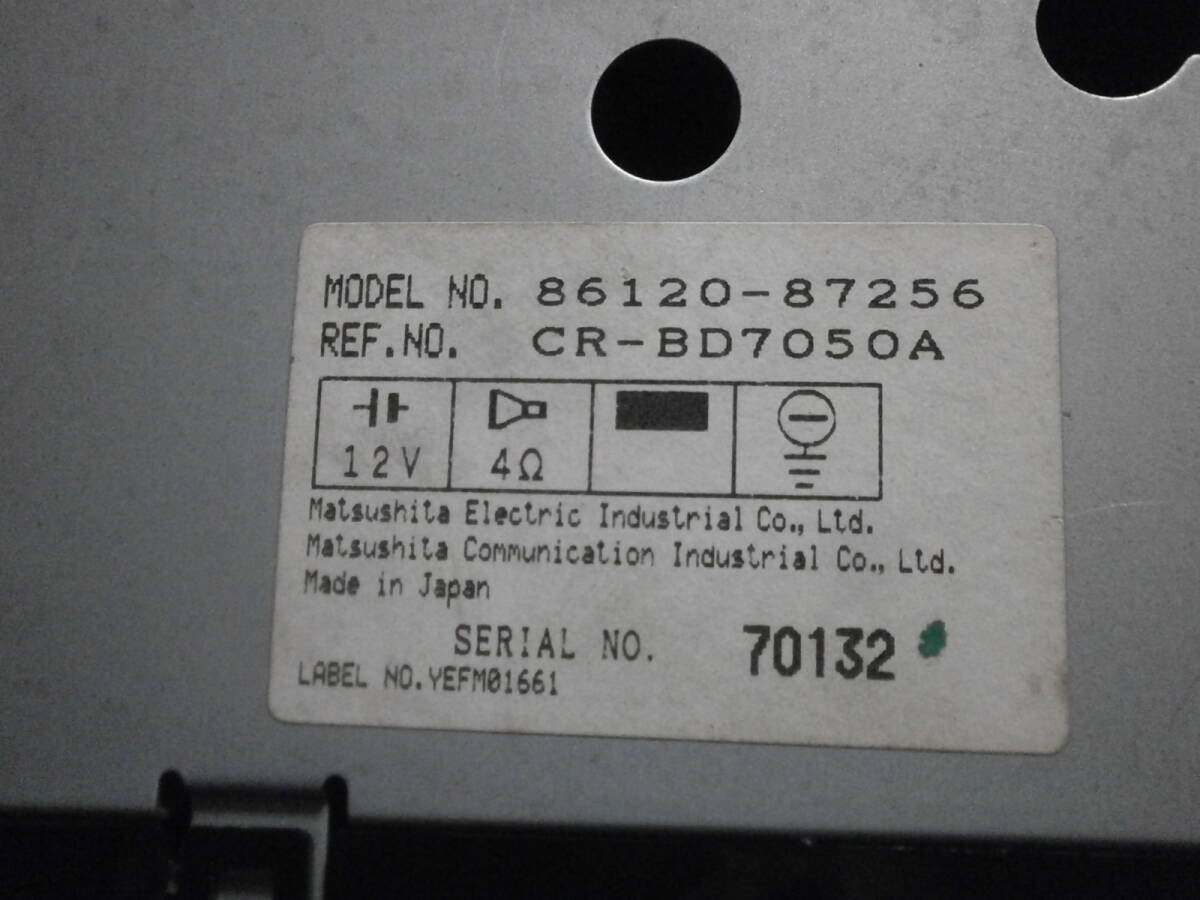 MODEL NO. 86120-87256
REF.NO. CR-BD7050A
12V 4Ω
Matsushita Electric Industrial Co., Ltd.
Matsushita Communication Industrial Co., Ltd.
Made in Japan
SERIAL NO. 70132
LABEL NO.YEFM01661